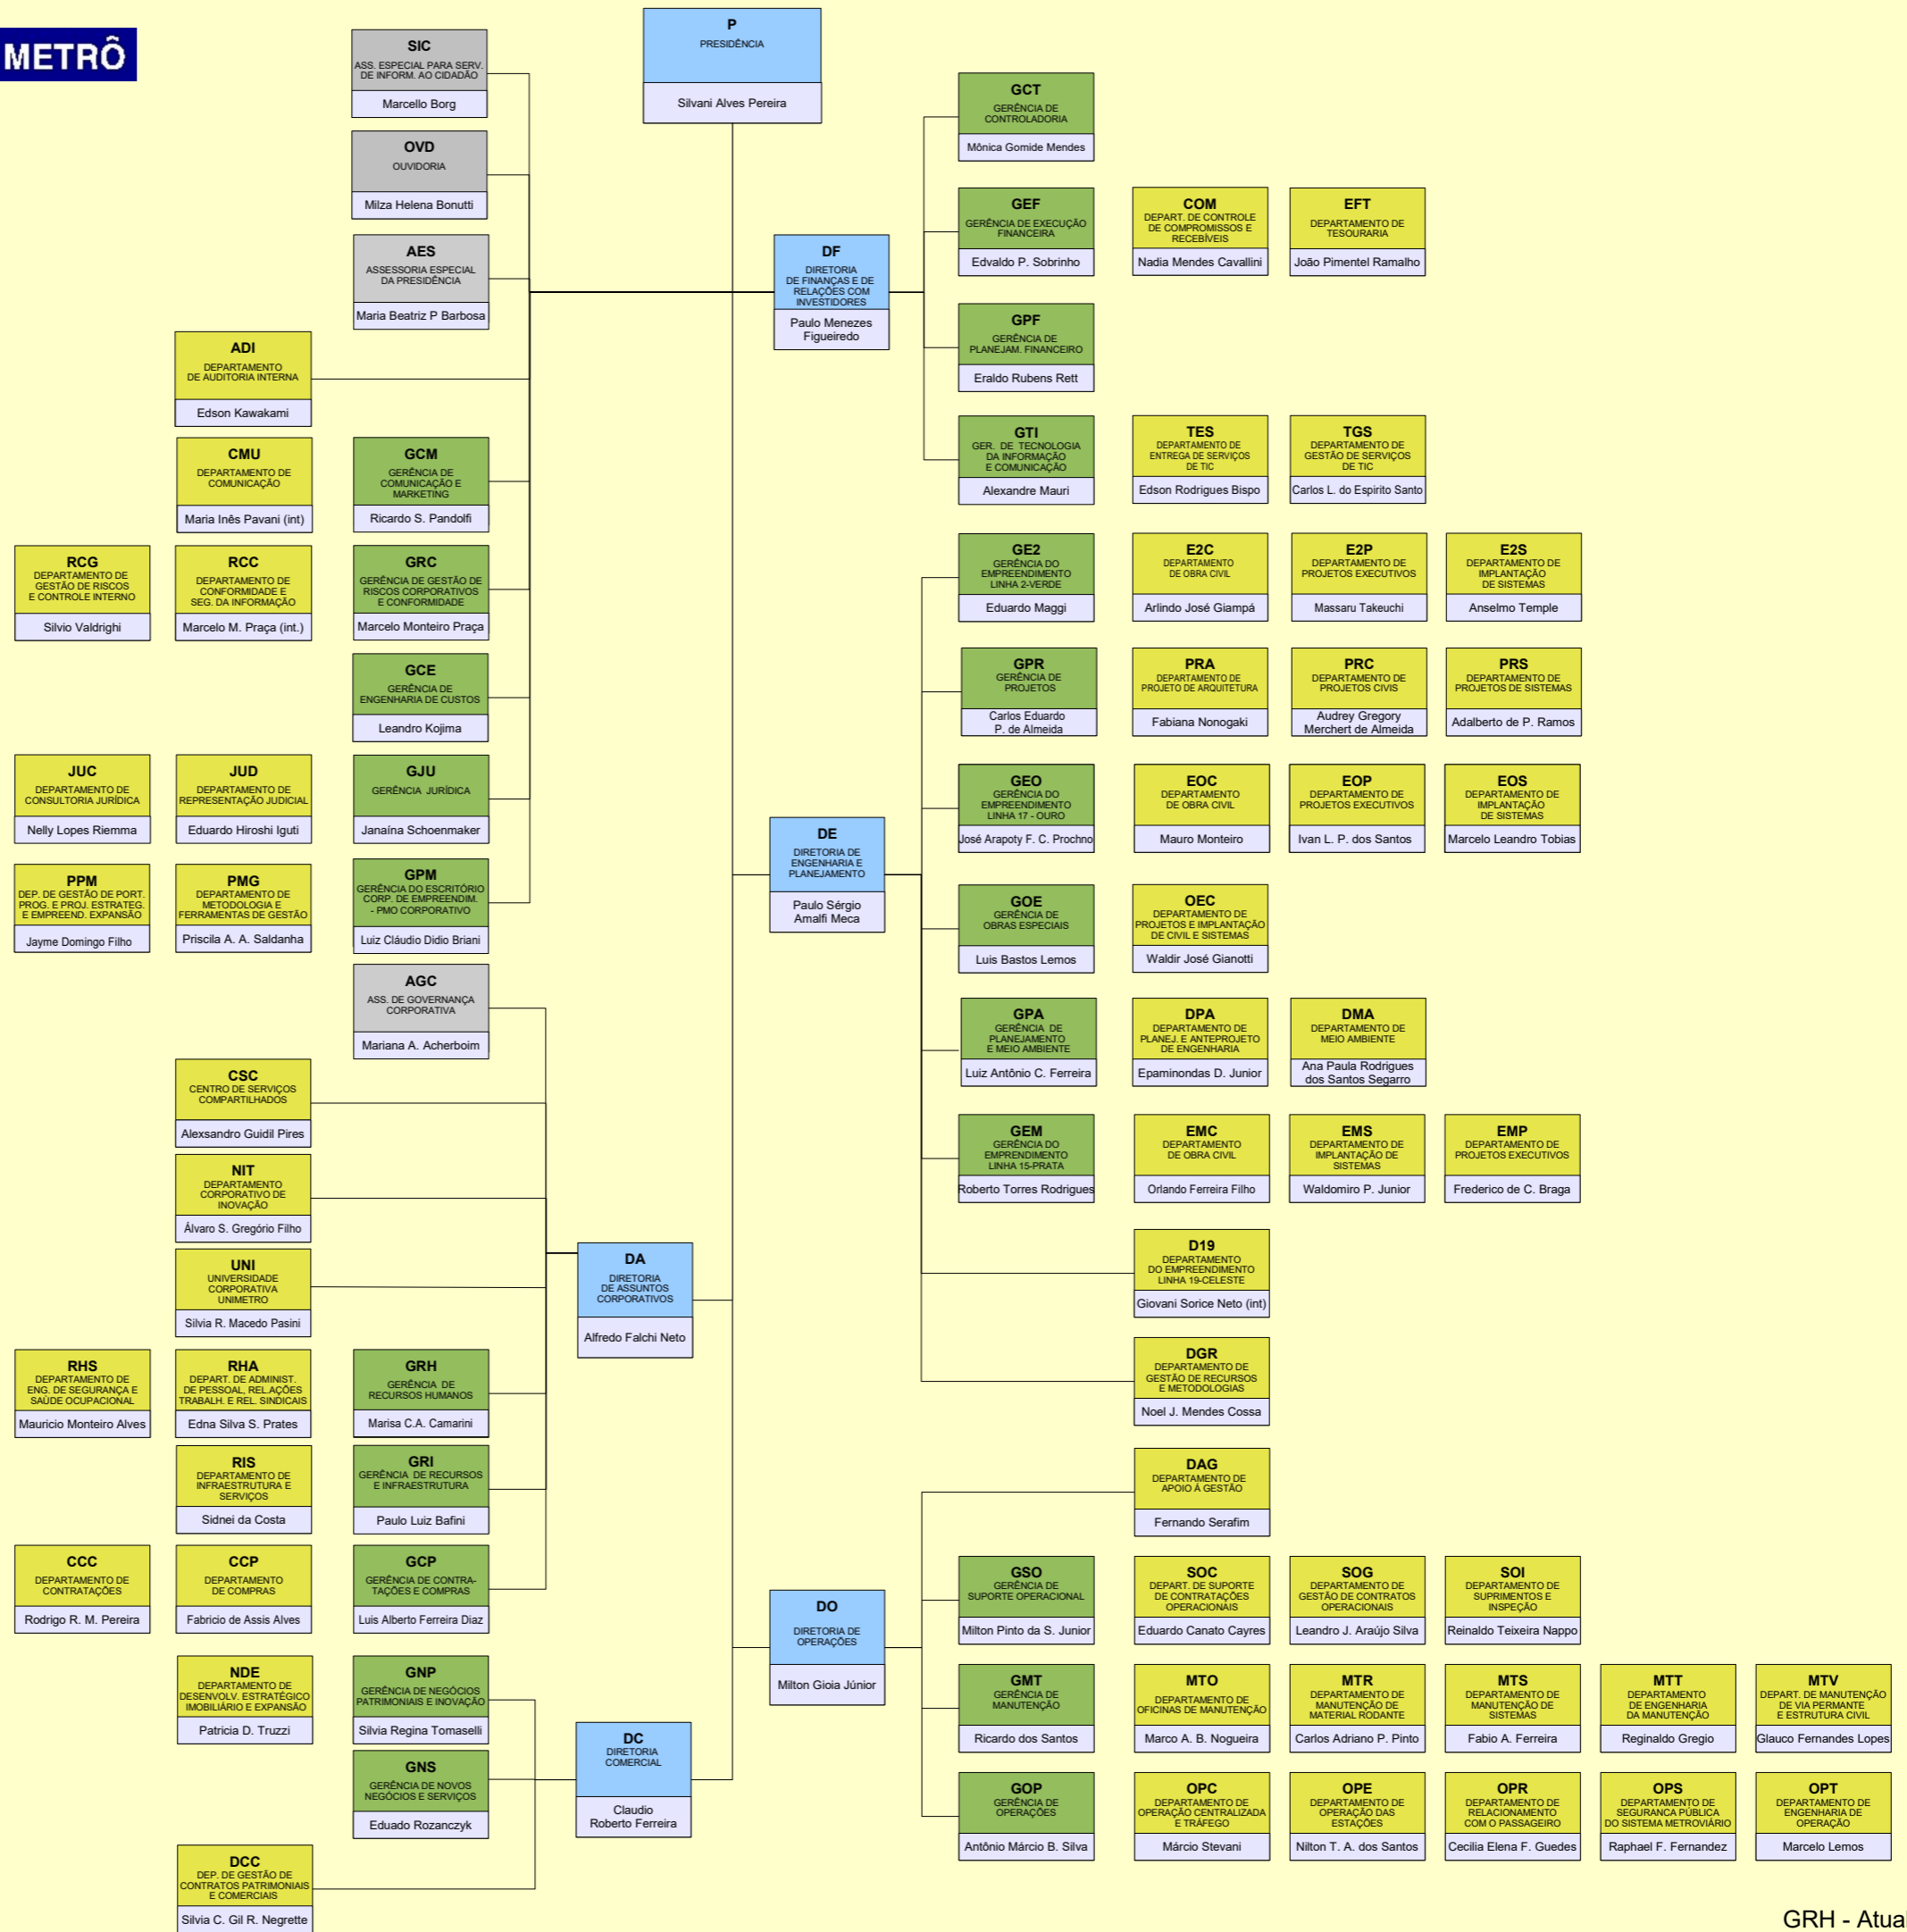 METRÔ
P
PRESIDÊNCIA
Silvani Alves Pereira
SIC
ASS. ESPECIAL PARA SERV.
DE INFORM. AO CIDADÃO
Marcello Borg
OVD
OUVIDORIA
Milza Helena Bonutti
AES
ASSESSORIA ESPECIAL
DA PRESIDÊNCIA
Maria Beatriz P Barbosa
ADI
DEPARTAMENTO
DE AUDITORIA INTERNA
Edson Kawakami
CMU
DEPARTAMENTO DE
COMUNICAÇÃO
Maria Inês Pavani (int)
GCM
GERÊNCIA DE
COMUNICAÇÃO E
MARKETING
Ricardo S. Pandolfi
RCG
DEPARTAMENTO DE
GESTÃO DE RISCOS
E CONTROLE INTERNO
Silvio Valdrighi
RCC
DEPARTAMENTO DE
CONFORMIDADE E
SEG. DA INFORMAÇÃO
Marcelo M. Praça (int.)
GRC
GERÊNCIA DE GESTÃO DE
RISCOS CORPORATIVOS
E CONFORMIDADE
Marcelo Monteiro Praça
GCE
GERÊNCIA DE
ENGENHARIA DE CUSTOS
Leandro Kojima
JUC
DEPARTAMENTO DE
CONSULTORIA JURÍDICA
Nelly Lopes Riemma
JUD
DEPARTAMENTO DE
REPRESENTAÇÃO JUDICIAL
Eduardo Hiroshi Iguti
GJU
GERÊNCIA JURÍDICA
Janaína Schoenmaker
PPM
DEP. DE GESTÃO DE PORT.
PROG. E PROJ. ESTRATEG.
E EMPREEND. EXPANSÃO
Jayme Domingo Filho
PMG
DEPARTAMENTO DE
METODOLOGIA E
FERRAMENTAS DE GESTÃO
Priscila A. A. Saldanha
GPM
GERÊNCIA DO ESCRITÓRIO
CORP. DE EMPREENDIM.
- PMO CORPORATIVO
Luiz Cláudio Didio Briani
AGC
ASS. DE GOVERNANÇA
CORPORATIVA
Mariana A. Acherboim
CSC
CENTRO DE SERVIÇOS
COMPARTILHADOS
Alexsandro Guidil Pires
NIT
DEPARTAMENTO
CORPORATIVO DE
INOVAÇÃO
Álvaro S. Gregório Filho
UNI
UNIVERSIDADE
CORPORATIVA
UNIMETRO
Silvia R. Macedo Pasini
DA
DIRETORIA
DE ASSUNTOS
CORPORATIVOS
Alfredo Falchi Neto
RHS
DEPARTAMENTO DE
ENG. DE SEGURANÇA E
SAÚDE OCUPACIONAL
Mauricio Monteiro Alves
RHA
DEPART. DE ADMINIST.
DE PESSOAL, REL.AÇÕES
TRABALH. E REL. SINDICAIS
Edna Silva S. Prates
GRH
GERÊNCIA DE
RECURSOS HUMANOS
Marisa C.A. Camarini
RIS
DEPARTAMENTO DE
INFRAESTRUTURA E
SERVIÇOS
Sidnei da Costa
GRI
GERÊNCIA DE RECURSOS
E INFRAESTRUTURA
Paulo Luiz Bafini
CCC
DEPARTAMENTO DE
CONTRATAÇÕES
Rodrigo R. M. Pereira
CCP
DEPARTAMENTO
DE COMPRAS
Fabricio de Assis Alves
GCP
GERÊNCIA DE CONTRA-
TAÇÕES E COMPRAS
Luis Alberto Ferreira Diaz
NDE
DEPARTAMENTO DE
DESENVOLV. ESTRATÉGICO
IMOBILIÁRIO E EXPANSÃO
Patricia D. Truzzi
GNP
GERÊNCIA DE NEGÓCIOS
PATRIMONIAIS E INOVAÇÃO
Silvia Regina Tomaselli
GNS
GERÊNCIA DE NOVOS
NEGÓCIOS E SERVIÇOS
Eduado Rozanczyk
DC
DIRETORIA
COMERCIAL
Claudio
Roberto Ferreira
DCC
DEP. DE GESTÃO DE
CONTRATOS PATRIMONIAIS
E COMERCIAIS
Silvia C. Gil R. Negrette
DF
DIRETORIA
DE FINANÇAS E DE
RELAÇÕES COM
INVESTIDORES
Paulo Menezes
Figueiredo
GCT
GERÊNCIA DE
CONTROLADORIA
Mônica Gomide Mendes
GEF
GERÊNCIA DE EXECUÇÃO
FINANCEIRA
Edvaldo P. Sobrinho
COM
DEPART. DE CONTROLE
DE COMPROMISSOS E
RECEBÍVEIS
Nadia Mendes Cavallini
EFT
DEPARTAMENTO DE
TESOURARIA
João Pimentel Ramalho
GPF
GERÊNCIA DE
PLANEJAM. FINANCEIRO
Eraldo Rubens Rett
GTI
GER. DE TECNOLOGIA
DA INFORMAÇÃO
E COMUNICAÇÃO
Alexandre Mauri
TES
DEPARTAMENTO DE
ENTREGA DE SERVIÇOS
DE TIC
Edson Rodrigues Bispo
TGS
DEPARTAMENTO DE
GESTÃO DE SERVIÇOS
DE TIC
Carlos L. do Espirito Santo
DE
DIRETORIA DE
ENGENHARIA E
PLANEJAMENTO
Paulo Sérgio
Amalfi Meca
GE2
GERÊNCIA DO
EMPREENDIMENTO
LINHA 2-VERDE
Eduardo Maggi
E2C
DEPARTAMENTO
DE OBRA CIVIL
Arlindo José Giampá
E2P
DEPARTAMENTO DE
PROJETOS EXECUTIVOS
Massaru Takeuchi
E2S
DEPARTAMENTO DE
IMPLANTAÇÃO
DE SISTEMAS
Anselmo Temple
GPR
GERÊNCIA DE
PROJETOS
Carlos Eduardo
P. de Almeida
PRA
DEPARTAMENTO DE
PROJETO DE ARQUITETURA
Fabiana Nonogaki
PRC
DEPARTAMENTO DE
PROJETOS CIVIS
Audrey Gregory
Merchert de Almeida
PRS
DEPARTAMENTO DE
PROJETOS DE SISTEMAS
Adalberto de P. Ramos
GEO
GERÊNCIA DO
EMPREENDIMENTO
LINHA 17 - OURO
José Arapoty F. C. Prochno
EOC
DEPARTAMENTO
DE OBRA CIVIL
Mauro Monteiro
EOP
DEPARTAMENTO DE
PROJETOS EXECUTIVOS
Ivan L. P. dos Santos
EOS
DEPARTAMENTO DE
IMPLANTAÇÃO
DE SISTEMAS
Marcelo Leandro Tobias
GOE
GERÊNCIA DE
OBRAS ESPECIAIS
Luis Bastos Lemos
OEC
DEPARTAMENTO DE
PROJETOS E IMPLANTAÇÃO
DE CIVIL E SISTEMAS
Waldir José Gianotti
GPA
GERÊNCIA DE
PLANEJAMENTO
E MEIO AMBIENTE
Luiz Antônio C. Ferreira
DPA
DEPARTAMENTO DE
PLANEJ. E ANTEPROJETO
DE ENGENHARIA
Epaminondas D. Junior
DMA
DEPARTAMENTO DE
MEIO AMBIENTE
Ana Paula Rodrigues
dos Santos Segarro
GEM
GERÊNCIA DO
EMPRENDIMENTO
LINHA 15-PRATA
Roberto Torres Rodrigues
EMC
DEPARTAMENTO
DE OBRA CIVIL
Orlando Ferreira Filho
EMS
DEPARTAMENTO DE
IMPLANTAÇÃO DE
SISTEMAS
Waldomiro P. Junior
EMP
DEPARTAMENTO DE
PROJETOS EXECUTIVOS
Frederico de C. Braga
D19
DEPARTAMENTO
DO EMPREENDIMENTO
LINHA 19-CELESTE
Giovani Sorice Neto (int)
DGR
DEPARTAMENTO DE
GESTÃO DE RECURSOS
E METODOLOGIAS
Noel J. Mendes Cossa
DAG
DEPARTAMENTO DE
APOIO À GESTÃO
Fernando Serafim
DO
DIRETORIA DE
OPERAÇÕES
Milton Gioia Júnior
GSO
GERÊNCIA DE
SUPORTE OPERACIONAL
Milton Pinto da S. Junior
SOC
DEPART. DE SUPORTE
DE CONTRATAÇÕES
OPERACIONAIS
Eduardo Canato Cayres
SOG
DEPARTAMENTO DE
GESTÃO DE CONTRATOS
OPERACIONAIS
Leandro J. Araújo Silva
SOI
DEPARTAMENTO DE
SUPRIMENTOS E
INSPEÇÃO
Reinaldo Teixeira Nappo
GMT
GERÊNCIA DE
MANUTENÇÃO
Ricardo dos Santos
MTO
DEPARTAMENTO DE
OFICINAS DE MANUTENÇÃO
Marco A. B. Nogueira
MTR
DEPARTAMENTO DE
MANUTENÇÃO DE
MATERIAL RODANTE
Carlos Adriano P. Pinto
MTS
DEPARTAMENTO DE
MANUTENÇÃO DE
SISTEMAS
Fabio A. Ferreira
MTT
DEPARTAMENTO
DE ENGENHARIA
DA MANUTENÇÃO
Reginaldo Gregio
MTV
DEPART. DE MANUTENÇÃO
DE VIA PERMANTE
E ESTRUTURA CIVIL
Glauco Fernandes Lopes
GOP
GERÊNCIA DE
OPERAÇÕES
Antônio Márcio B. Silva
OPC
DEPARTAMENTO DE
OPERAÇÃO CENTRALIZADA
E TRÁFEGO
Márcio Stevani
OPE
DEPARTAMENTO DE
OPERAÇÃO DAS
ESTAÇÕES
Nilton T. A. dos Santos
OPR
DEPARTAMENTO DE
RELACIONAMENTO
COM O PASSAGEIRO
Cecilia Elena F. Guedes
OPS
DEPARTAMENTO DE
SEGURANCA PÚBLICA
DO SISTEMA METROVIÁRIO
Raphael F. Fernandez
OPT
DEPARTAMENTO DE
ENGENHARIA DE
OPERAÇÃO
Marcelo Lemos
GRH - Atual